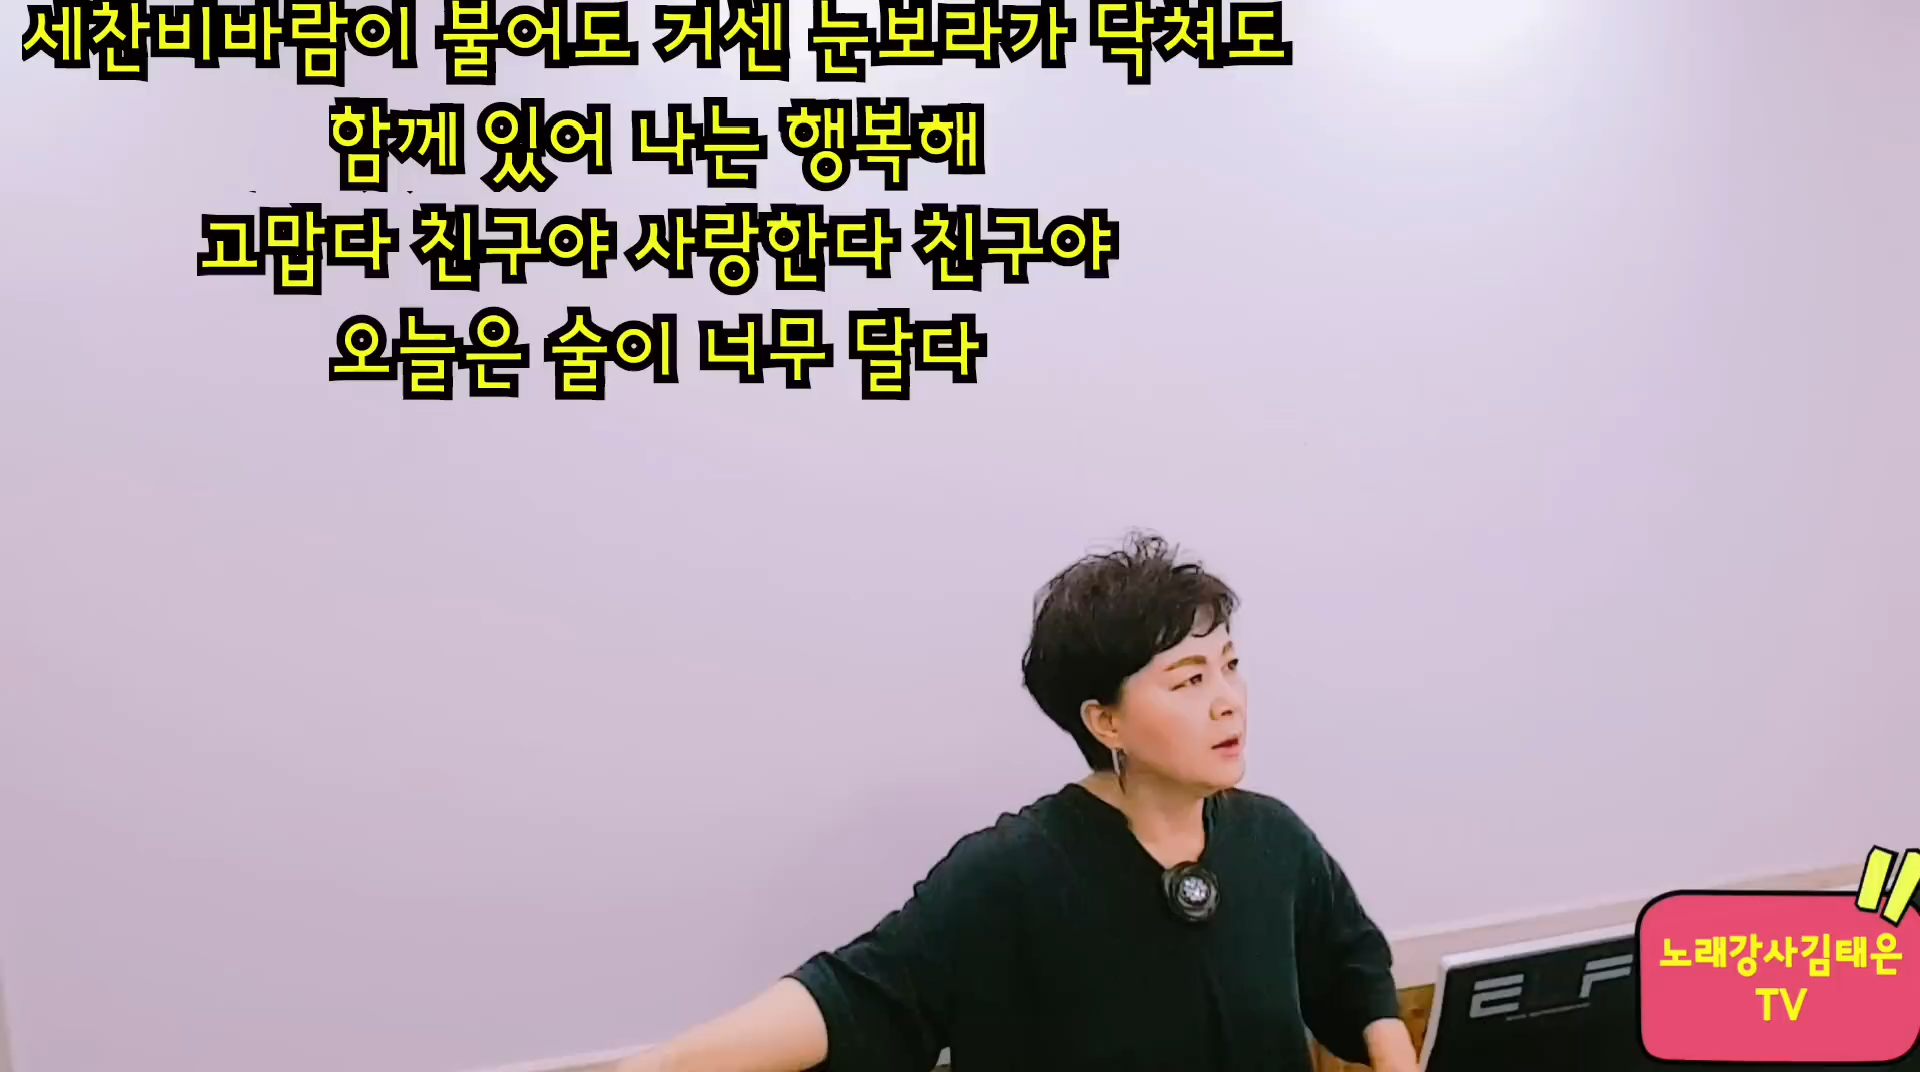 세찬비바람이 불어도 거센 눈보라가 닥쳐도
함께 있어 나는 행복해
고맙다 친구야 사랑한다 친구야
오늘은 술이 너무 달다
노래강사김태은
TV